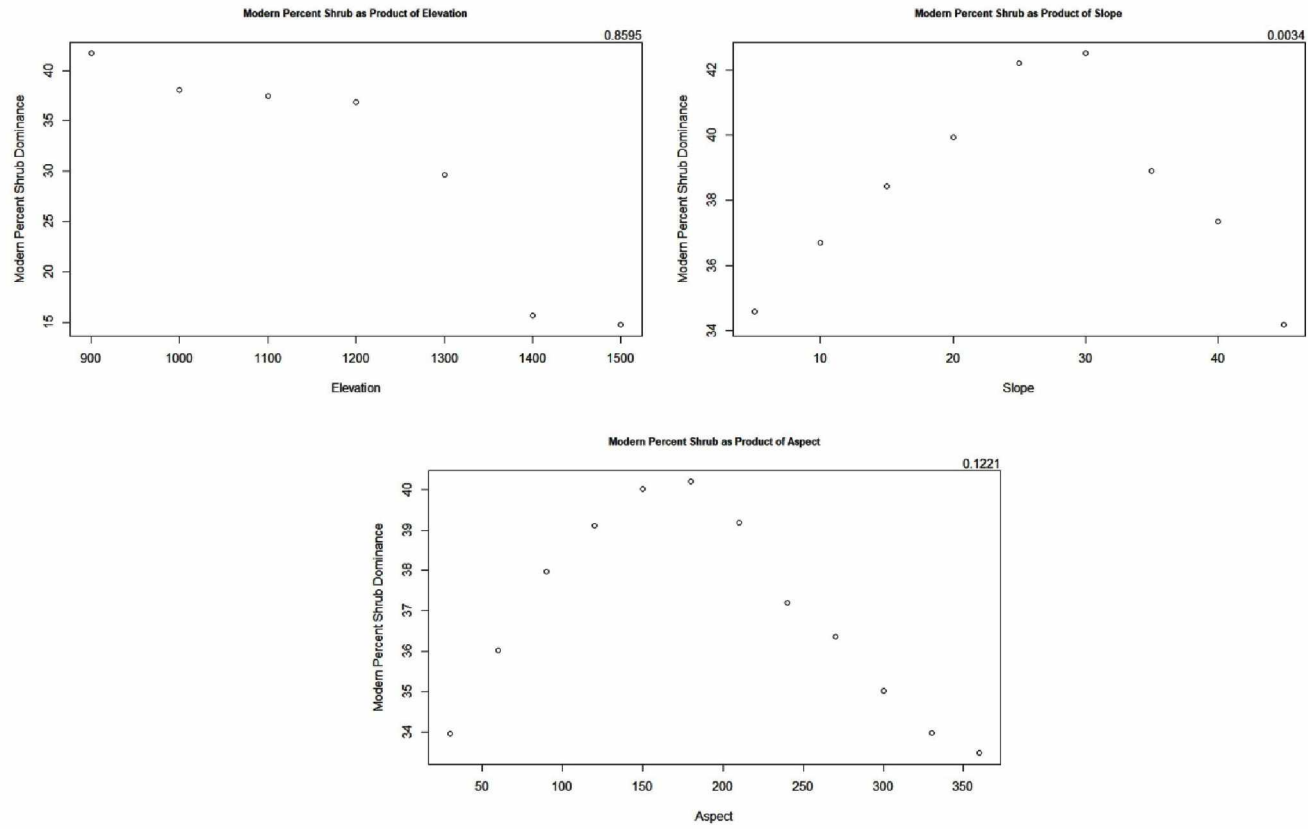 Modern Percent Shrub as Product of Elevation
0.8595
Modern Percent Shrub Dominance
40
35
30
25
20
15
900 1000 1100 1200 1300 1400 1500
Elevation
Modern Percent Shrub as Product of Slope
0.0034
Modern Percent Shrub Dominance
42
40
38
36
34
10 20 30 40
Slope
Modern Percent Shrub as Product of Aspect
0.1221
Modern Percent Shrub Dominance
40
39
38
37
36
35
34
50 100 150 200 250 300 350
Aspect